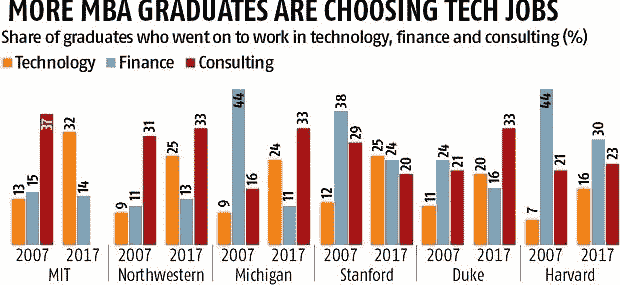 MORE MBA GRADUATES ARE CHOOSING TECH JOBS
Share of graduates who went on to work in technology, finance and consulting (%)
Technology Finance Consulting
13 15 37 32 14
9 11 31 25 13 33
9 44 16 24 11 33
12 38 29 25 24 20
11 24 21 20 16 33
7 44 21 16 30 23
2007 2017 2007 2017 2007 2017 2007 2017 2007 2017 2007 2017
MIT Northwestern Michigan Stanford Duke Harvard